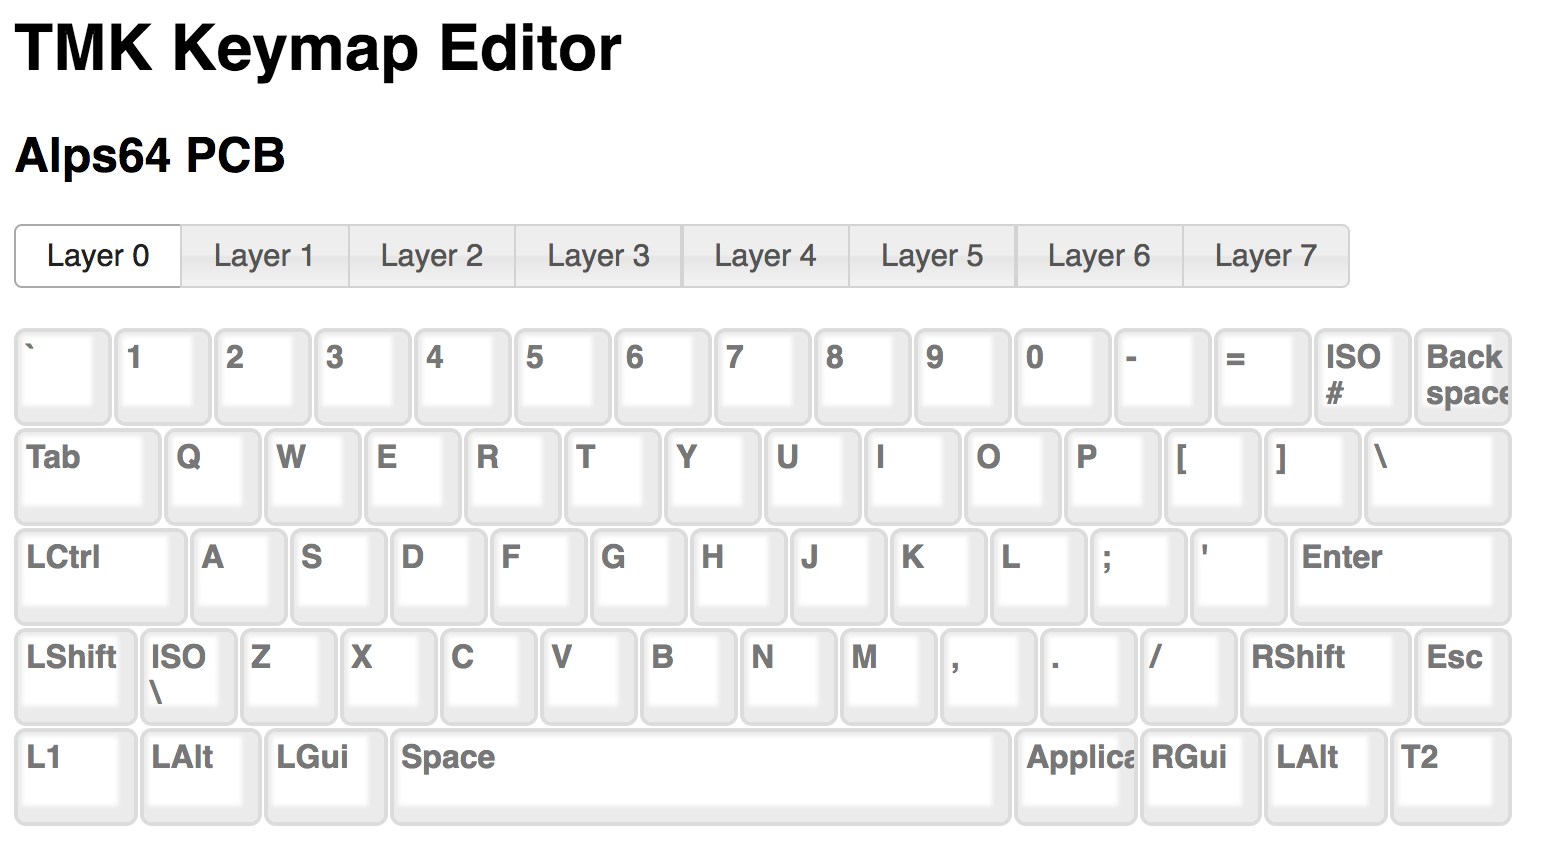 TMK Keymap Editor
Alps64 PCB
Layer 0 Layer 1 Layer 2 Layer 3 Layer 4 Layer 5 Layer 6 Layer 7
` 1 2 3 4 5 6 7 8 9 0 - = ISO # Back space
Tab Q W E R T Y U I O P [ ] \
LCtrl A S D F G H J K L ; ' Enter
LShift ISO \ Z X C V B N M , . / RShift Esc
L1 LAlt LGui Space Applica RGui LAlt T2